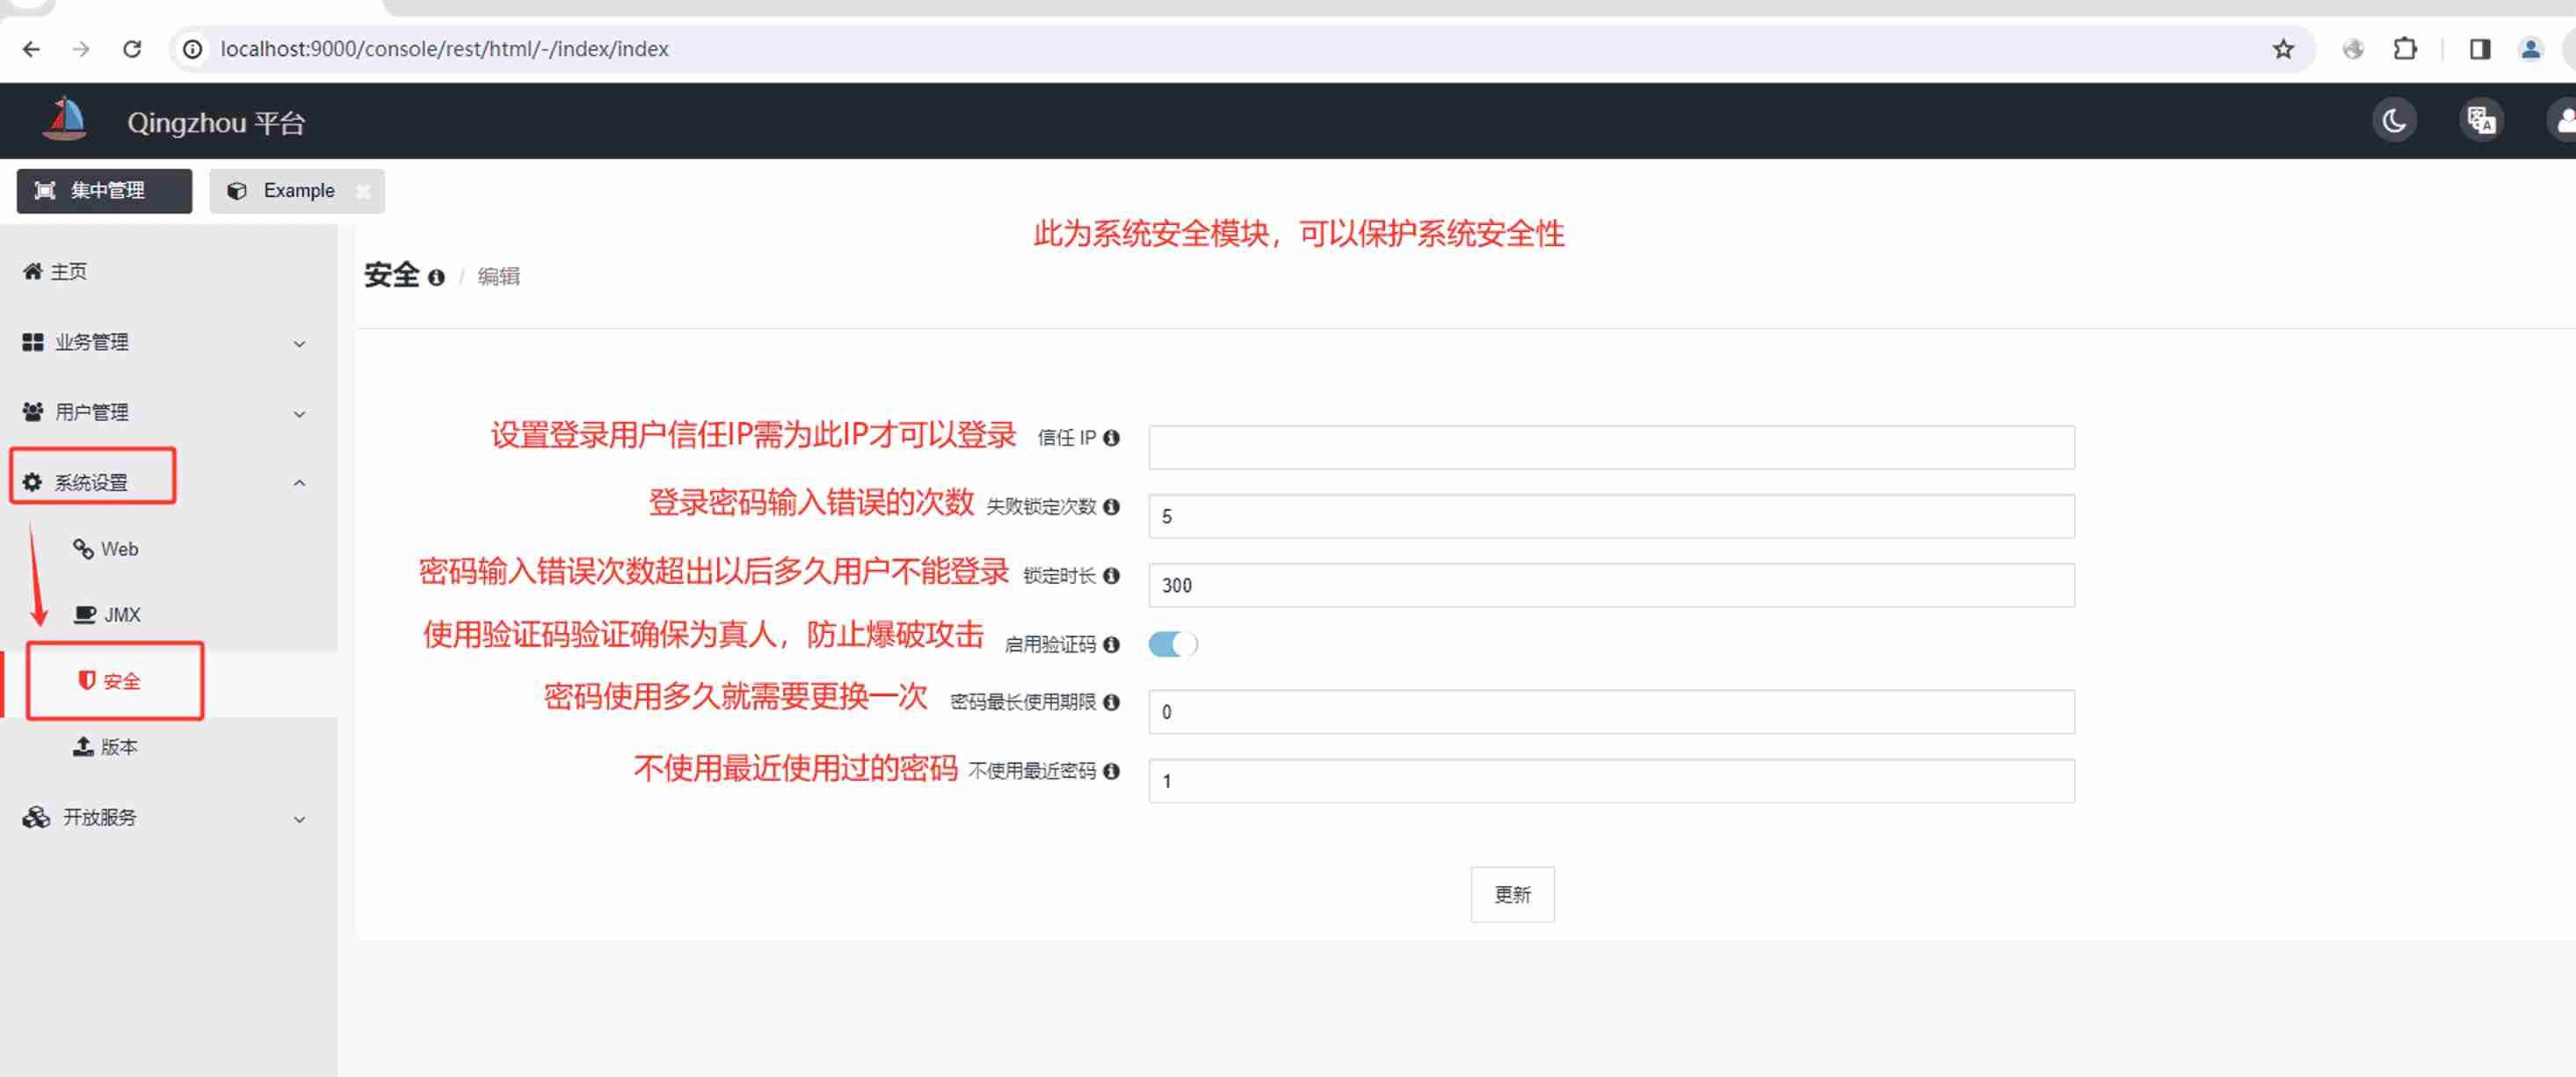 localhost:9000/console/rest/html/-/index/index
Qingzhou 平台
集中管理
Example
此为系统安全模块，可以保护系统安全性
安全 / 编辑
主页
业务管理
用户管理
系统设置
Web
JMX
安全
版本
开放服务
设置登录用户信任IP需为此IP才可以登录 信任 IP
登录密码输入错误的次数 失败锁定次数 5
密码输入错误次数超出以后多久用户不能登录 锁定时长 300
使用验证码验证确保为真人，防止爆破攻击 启用验证码
密码使用多久就需要更换一次 密码最长使用期限 0
不使用最近使用过的密码 不使用最近密码 1
更新